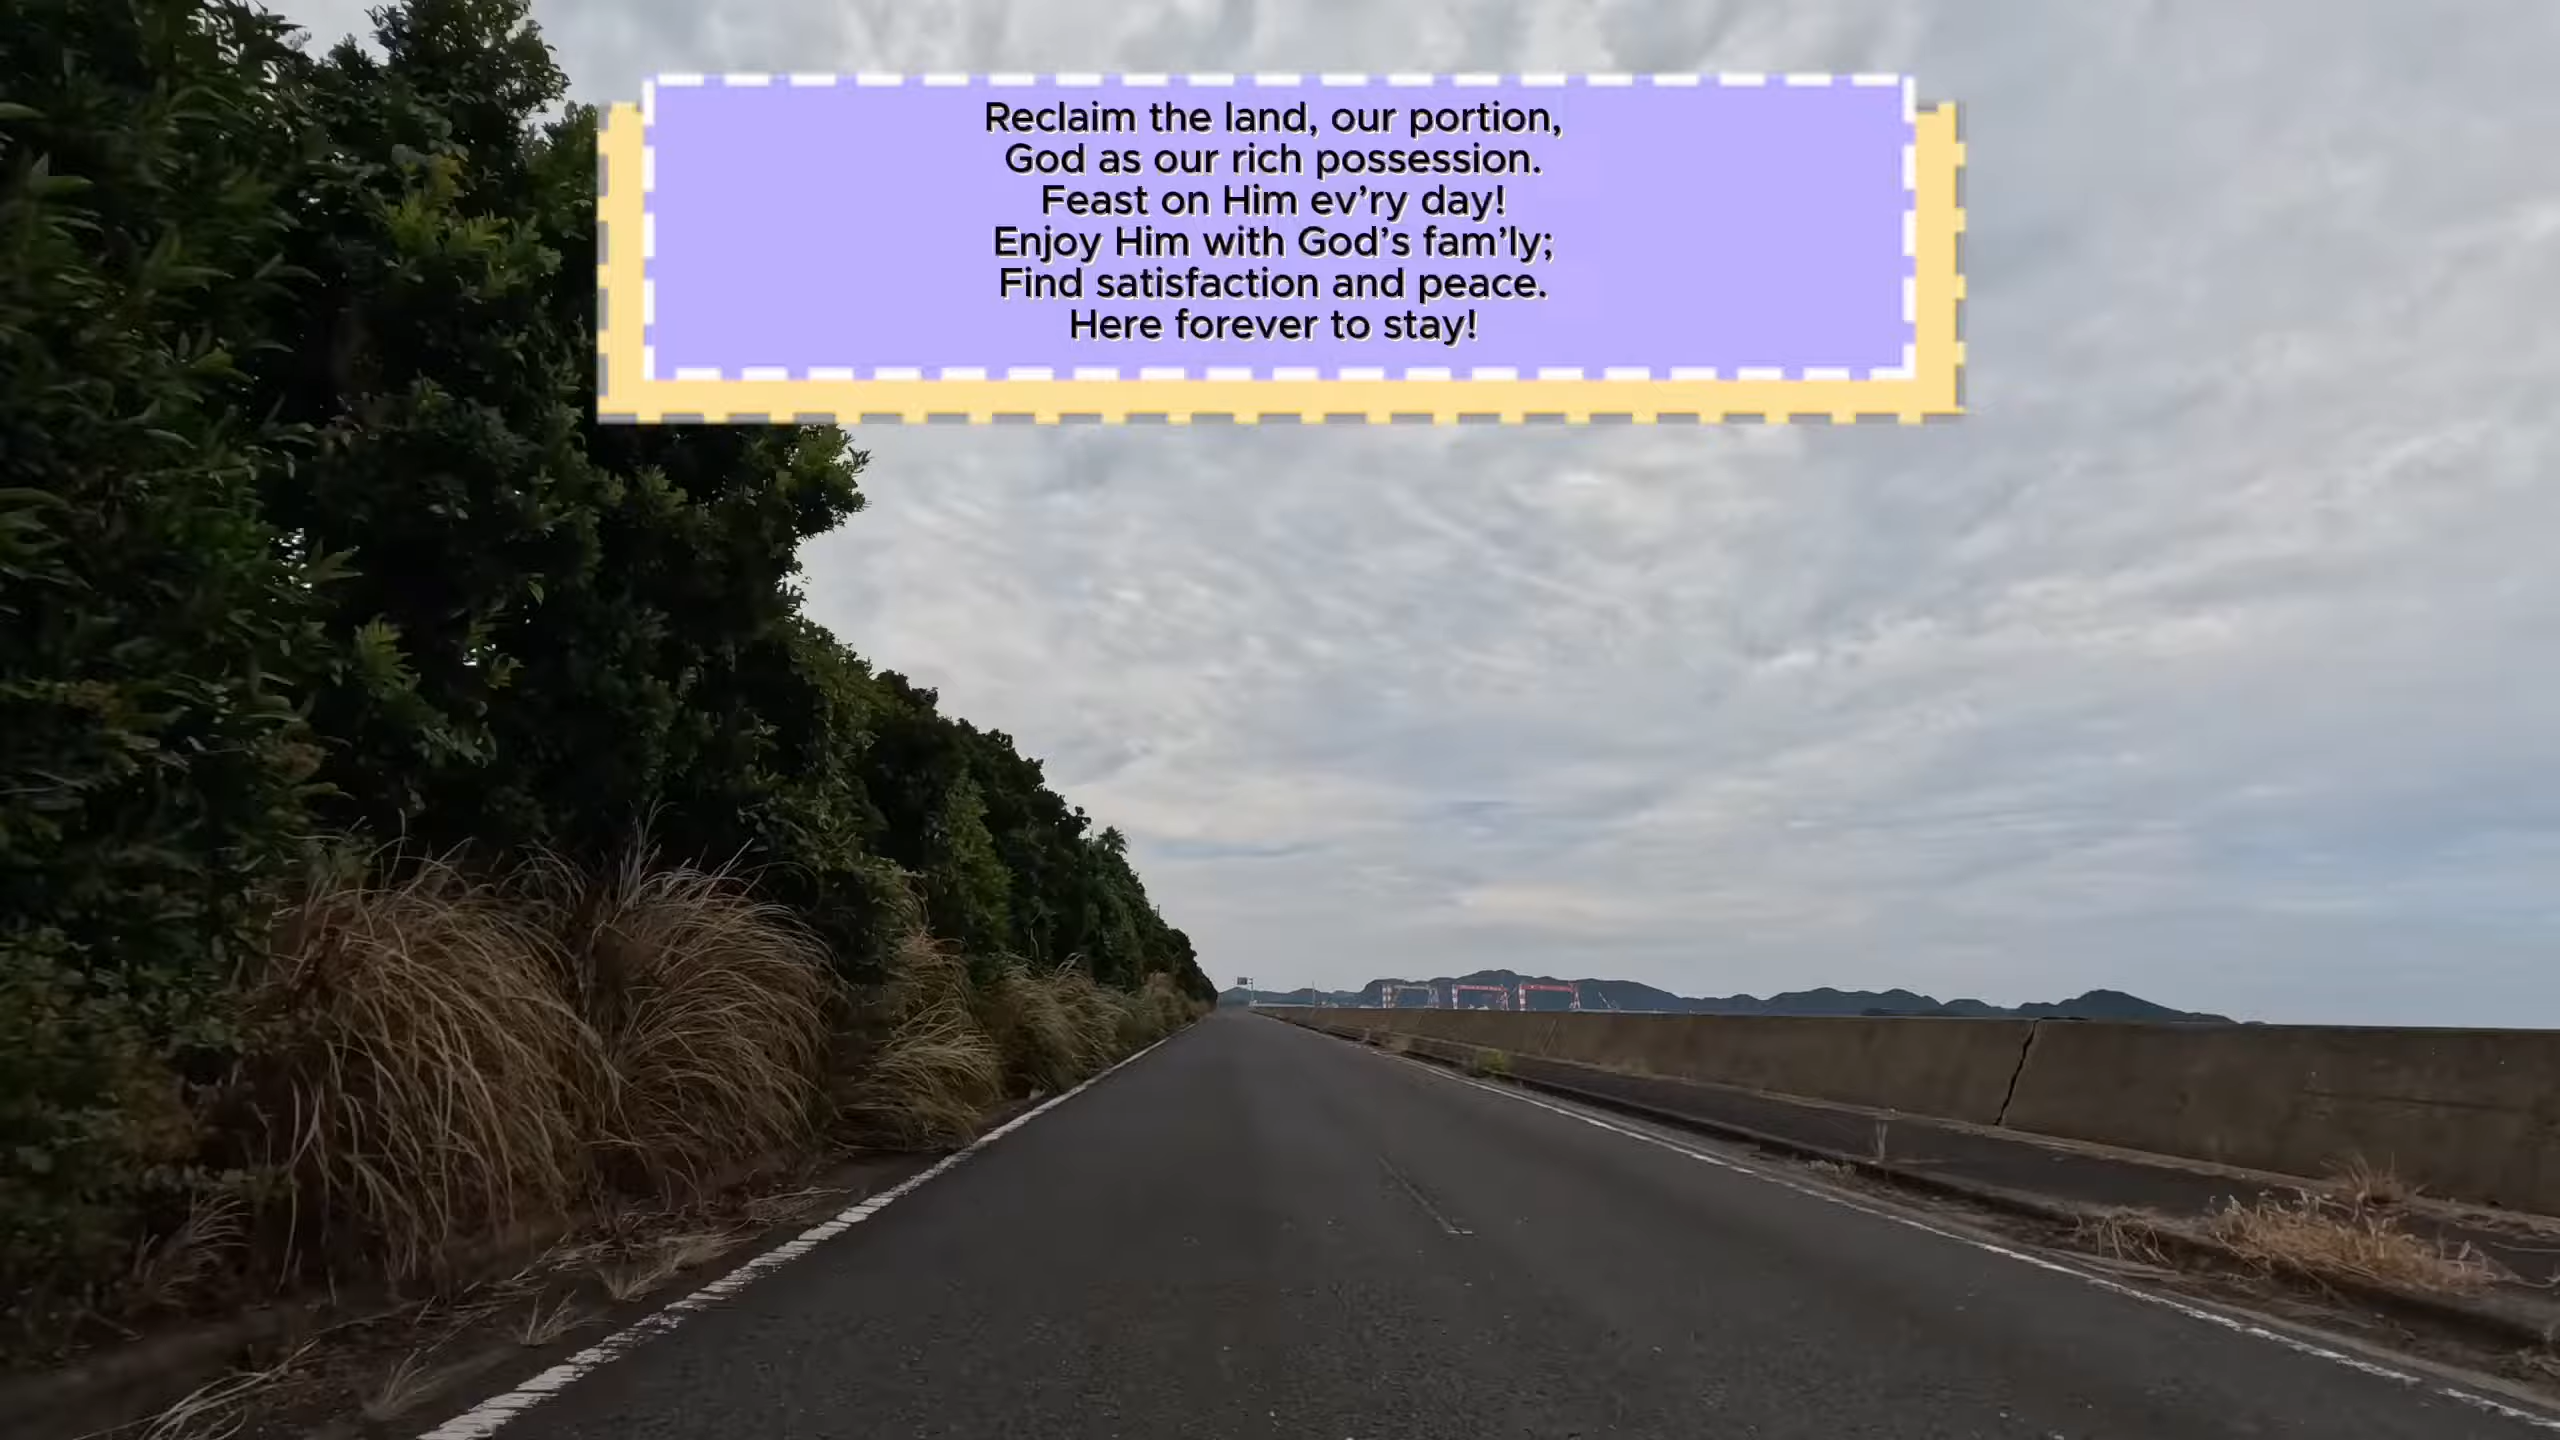 Reclaim the land, our portion,
God as our rich possession.
Feast on Him ev’ry day!
Enjoy Him with God’s fam’ly;
Find satisfaction and peace.
Here forever to stay!